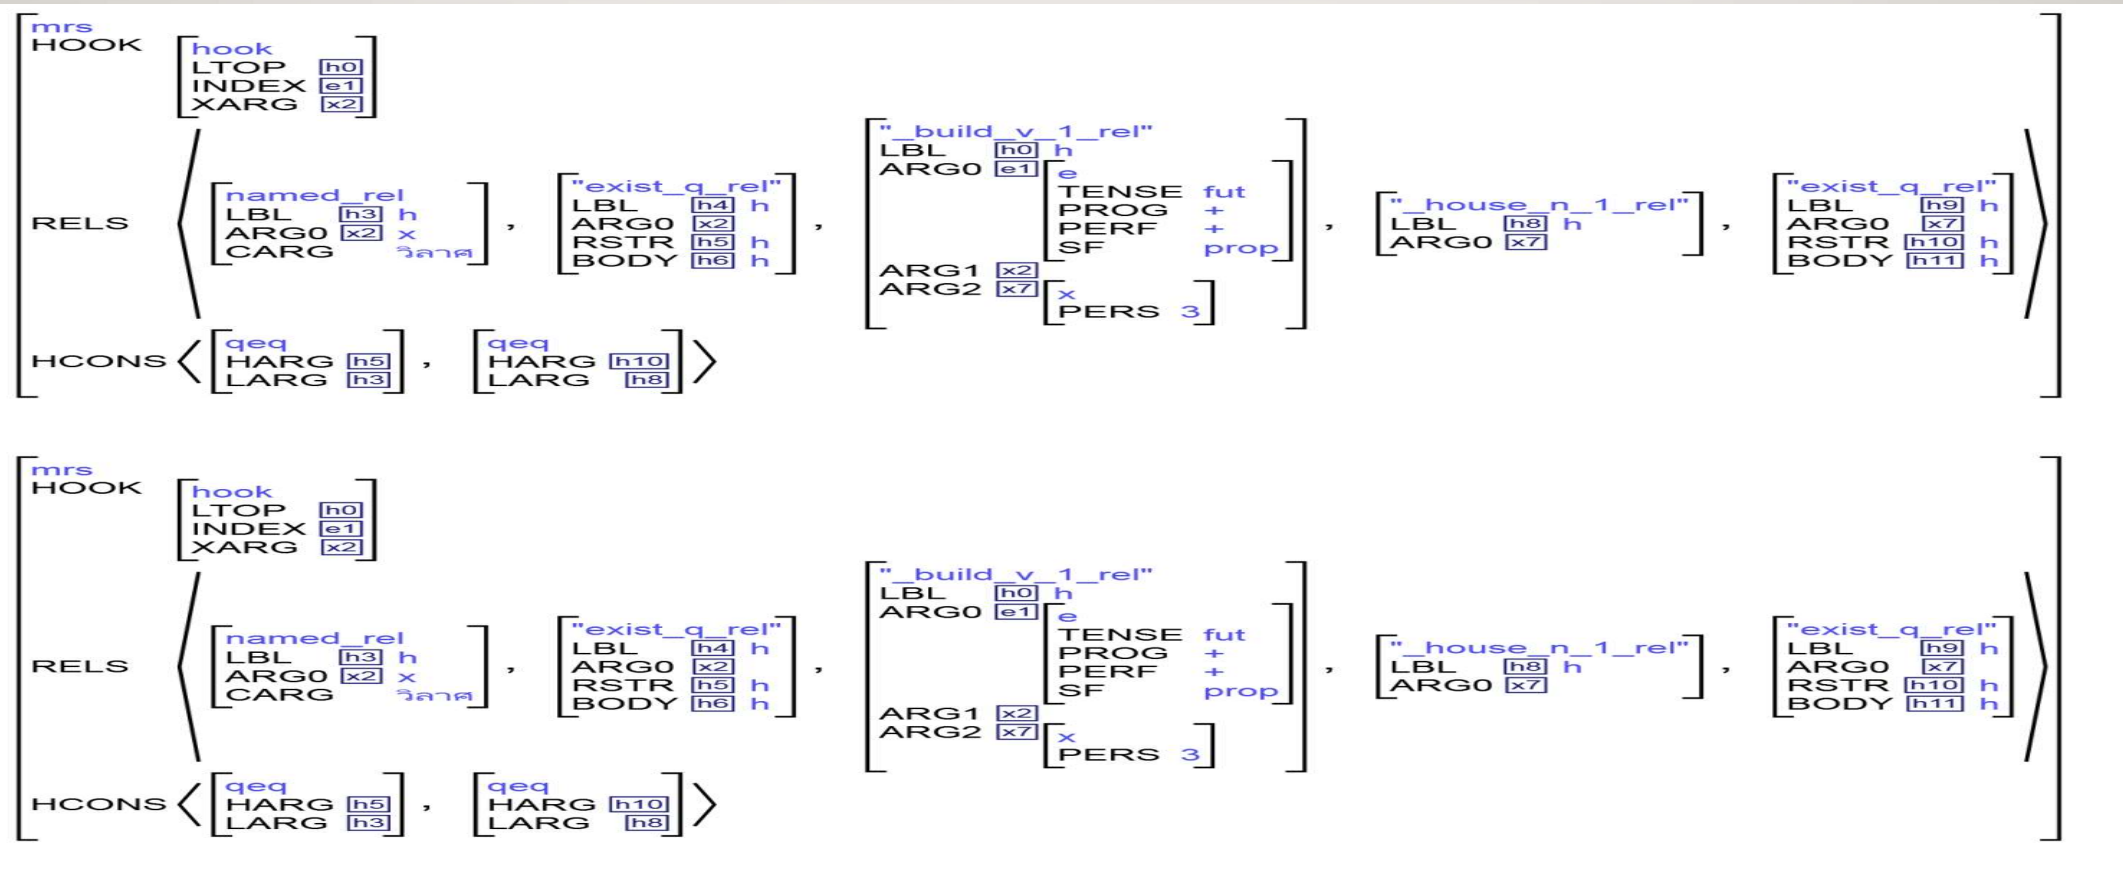 mrs
HOOK
hook
LTOP h0
INDEX e1
XARG x2
RELS
named_rel
LBL h3 h
ARG0 x2 x
CARG วิลาศ
,
"exist_q_rel"
LBL h4 h
ARG0 x2
RSTR h5 h
BODY h6 h
,
"_build_v_1_rel"
LBL h0 h
ARG0 e1 e
TENSE fut
PROG +
PERF +
SF prop
ARG1 x2
ARG2 x7 x
PERS 3
,
"_house_n_1_rel"
LBL h8 h
ARG0 x7
,
"exist_q_rel"
LBL h9 h
ARG0 x7
RSTR h10 h
BODY h11 h
HCONS
qeq
HARG h5
LARG h3
,
qeq
HARG h10
LARG h8
mrs
HOOK
hook
LTOP h0
INDEX e1
XARG x2
RELS
named_rel
LBL h3 h
ARG0 x2 x
CARG วิลาศ
,
"exist_q_rel"
LBL h4 h
ARG0 x2
RSTR h5 h
BODY h6 h
,
"_build_v_1_rel"
LBL h0 h
ARG0 e1 e
TENSE fut
PROG +
PERF +
SF prop
ARG1 x2
ARG2 x7 x
PERS 3
,
"_house_n_1_rel"
LBL h8 h
ARG0 x7
,
"exist_q_rel"
LBL h9 h
ARG0 x7
RSTR h10 h
BODY h11 h
HCONS
qeq
HARG h5
LARG h3
,
qeq
HARG h10
LARG h8